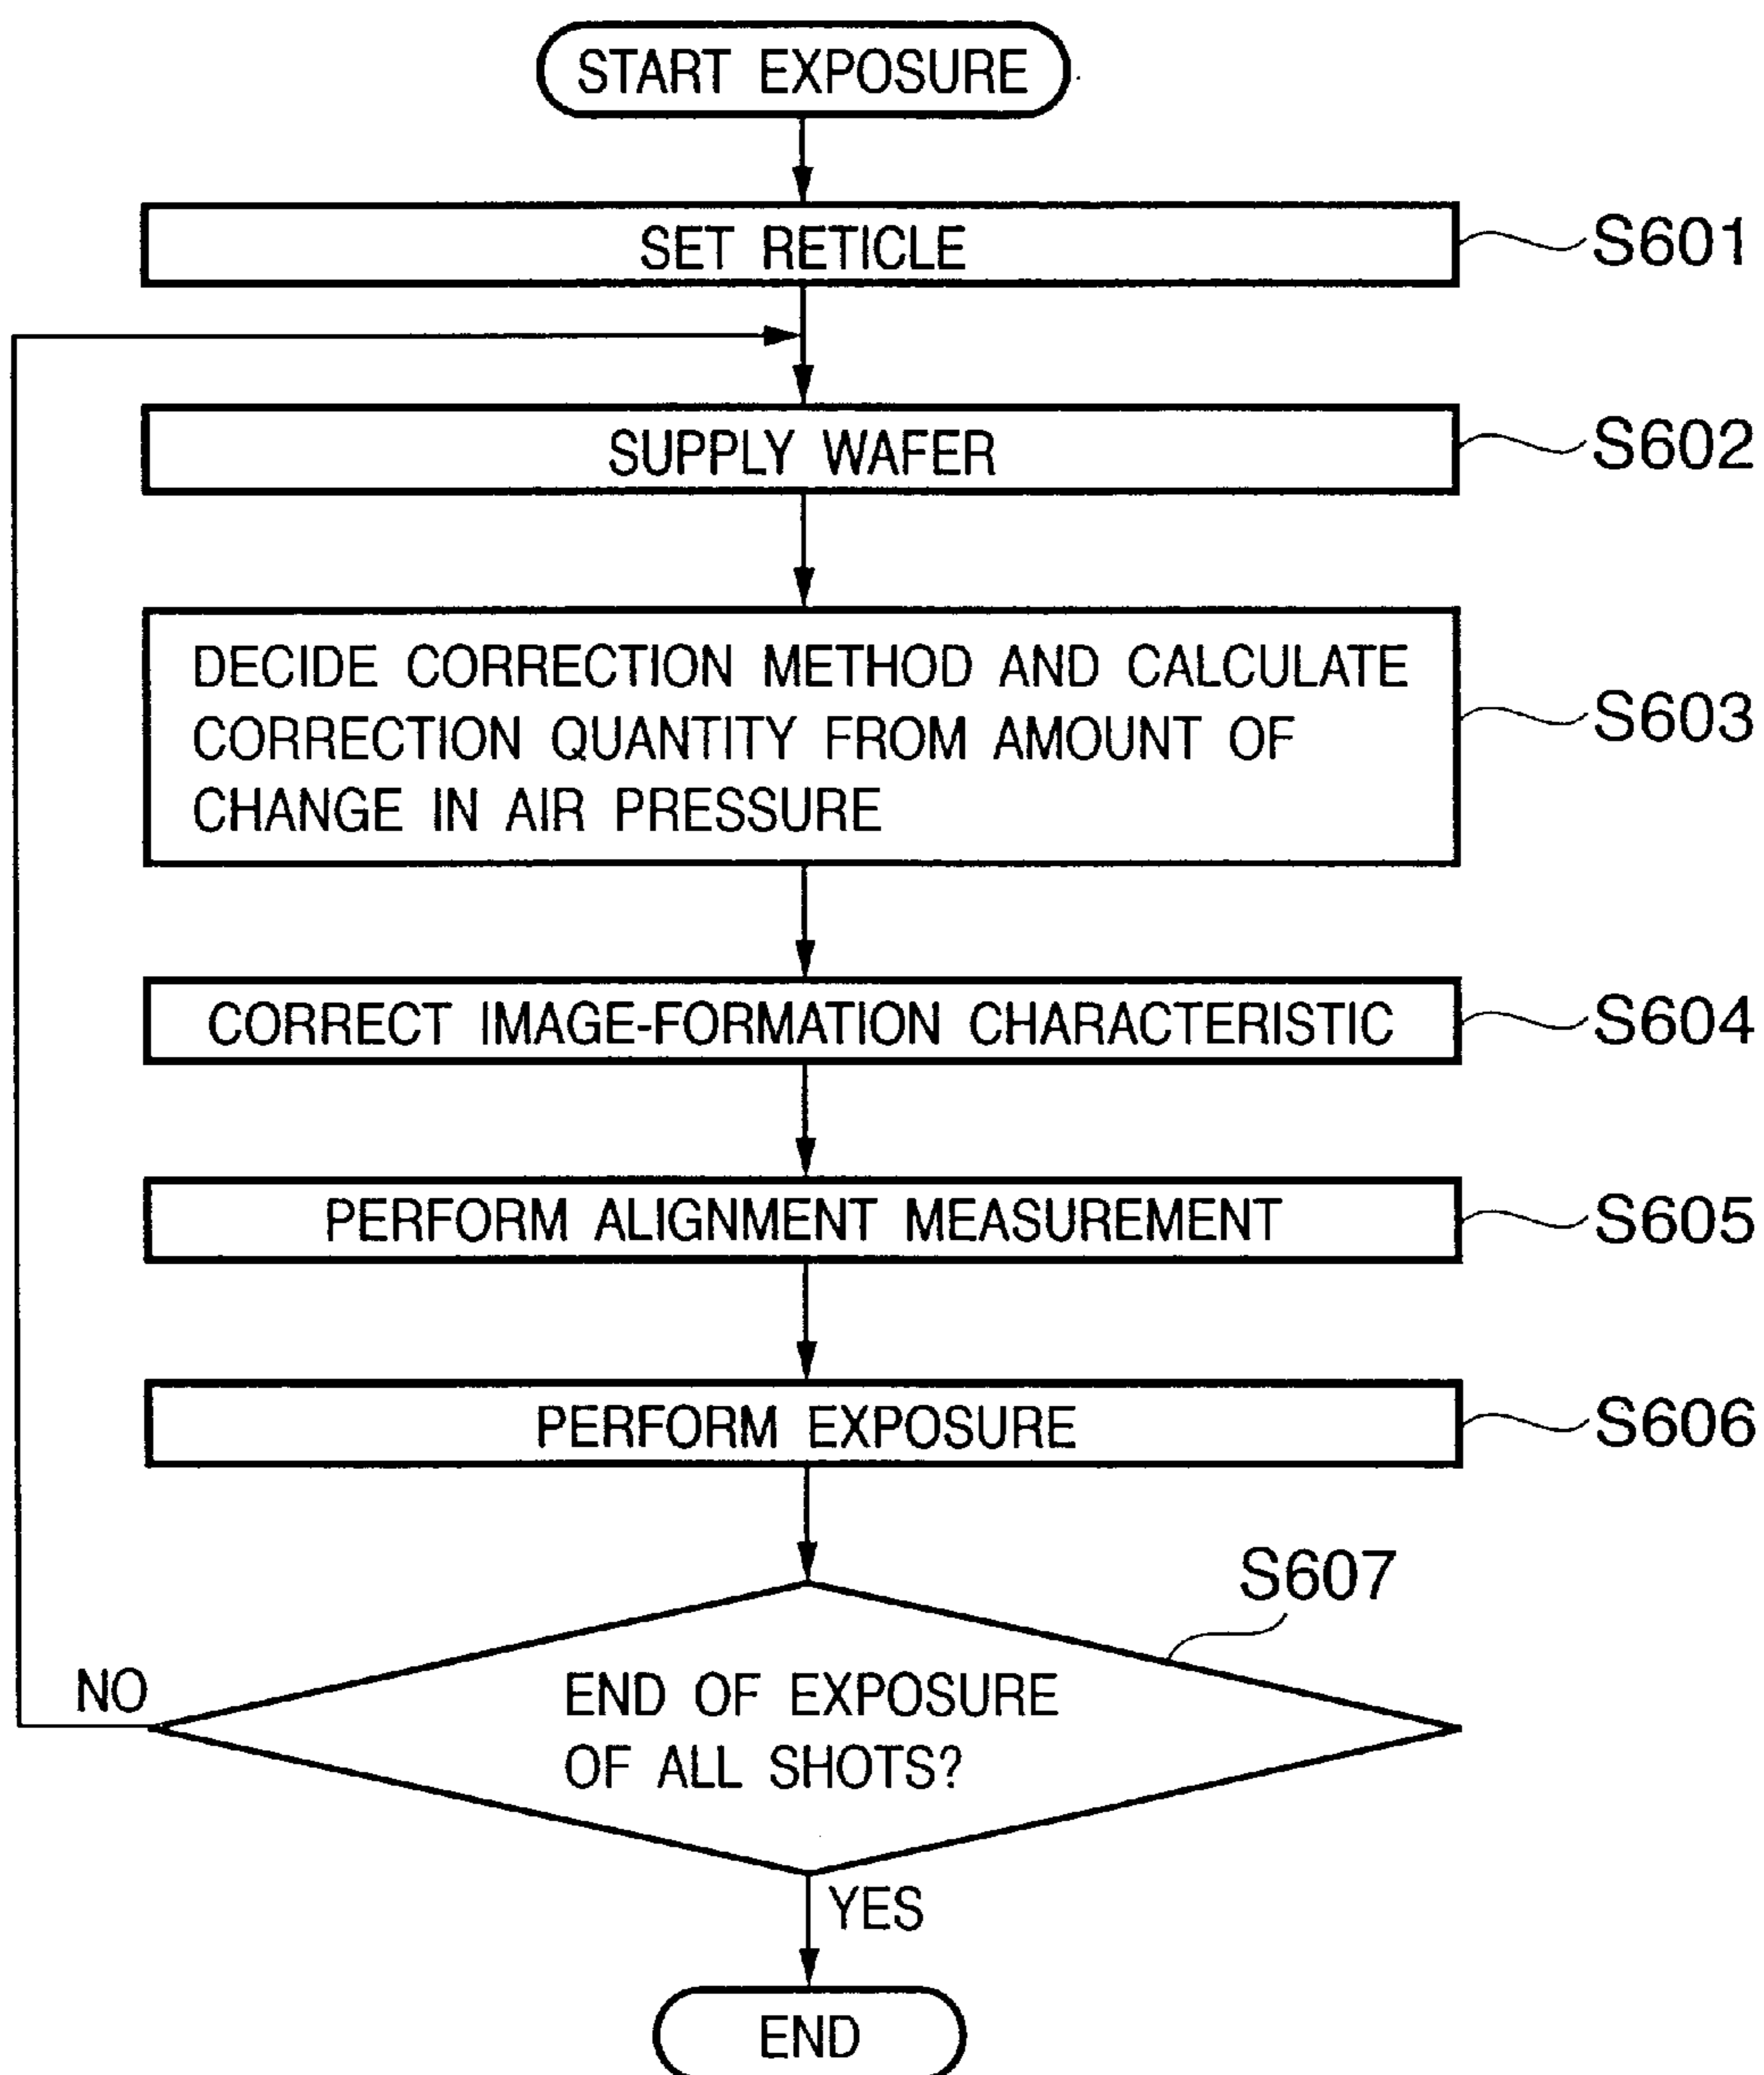 START EXPOSURE
SET RETICLE
S601
SUPPLY WAFER
S602
DECIDE CORRECTION METHOD AND CALCULATE
CORRECTION QUANTITY FROM AMOUNT OF
CHANGE IN AIR PRESSURE
S603
CORRECT IMAGE-FORMATION CHARACTERISTIC
S604
PERFORM ALIGNMENT MEASUREMENT
S605
PERFORM EXPOSURE
S606
S607
NO
END OF EXPOSURE
OF ALL SHOTS?
YES
END